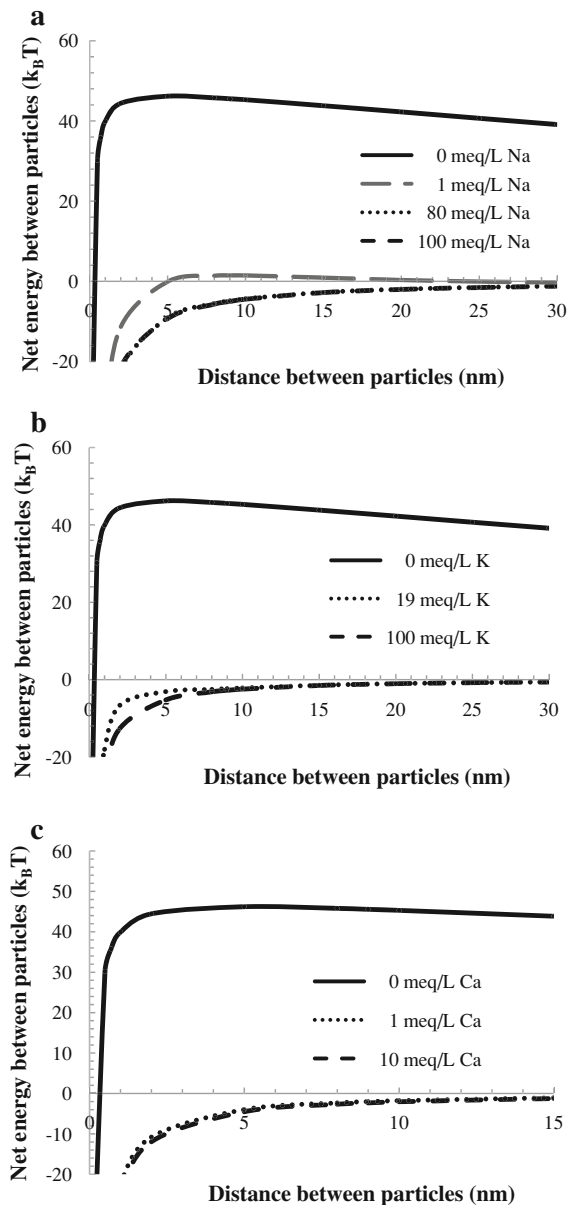 a
Net energy between particles (kBT)
60
40
20
0
-20
0
5
10
15
20
25
30
0 meq/L Na
1 meq/L Na
80 meq/L Na
100 meq/L Na
Distance between particles (nm)
b
Net energy between particles (kBT)
60
40
20
0
-20
0
5
10
15
20
25
30
0 meq/L K
19 meq/L K
100 meq/L K
Distance between particles (nm)
c
Net energy between particles (kBT)
60
50
40
30
20
10
0
-10
-20
0
5
10
15
0 meq/L Ca
1 meq/L Ca
10 meq/L Ca
Distance between particles (nm)